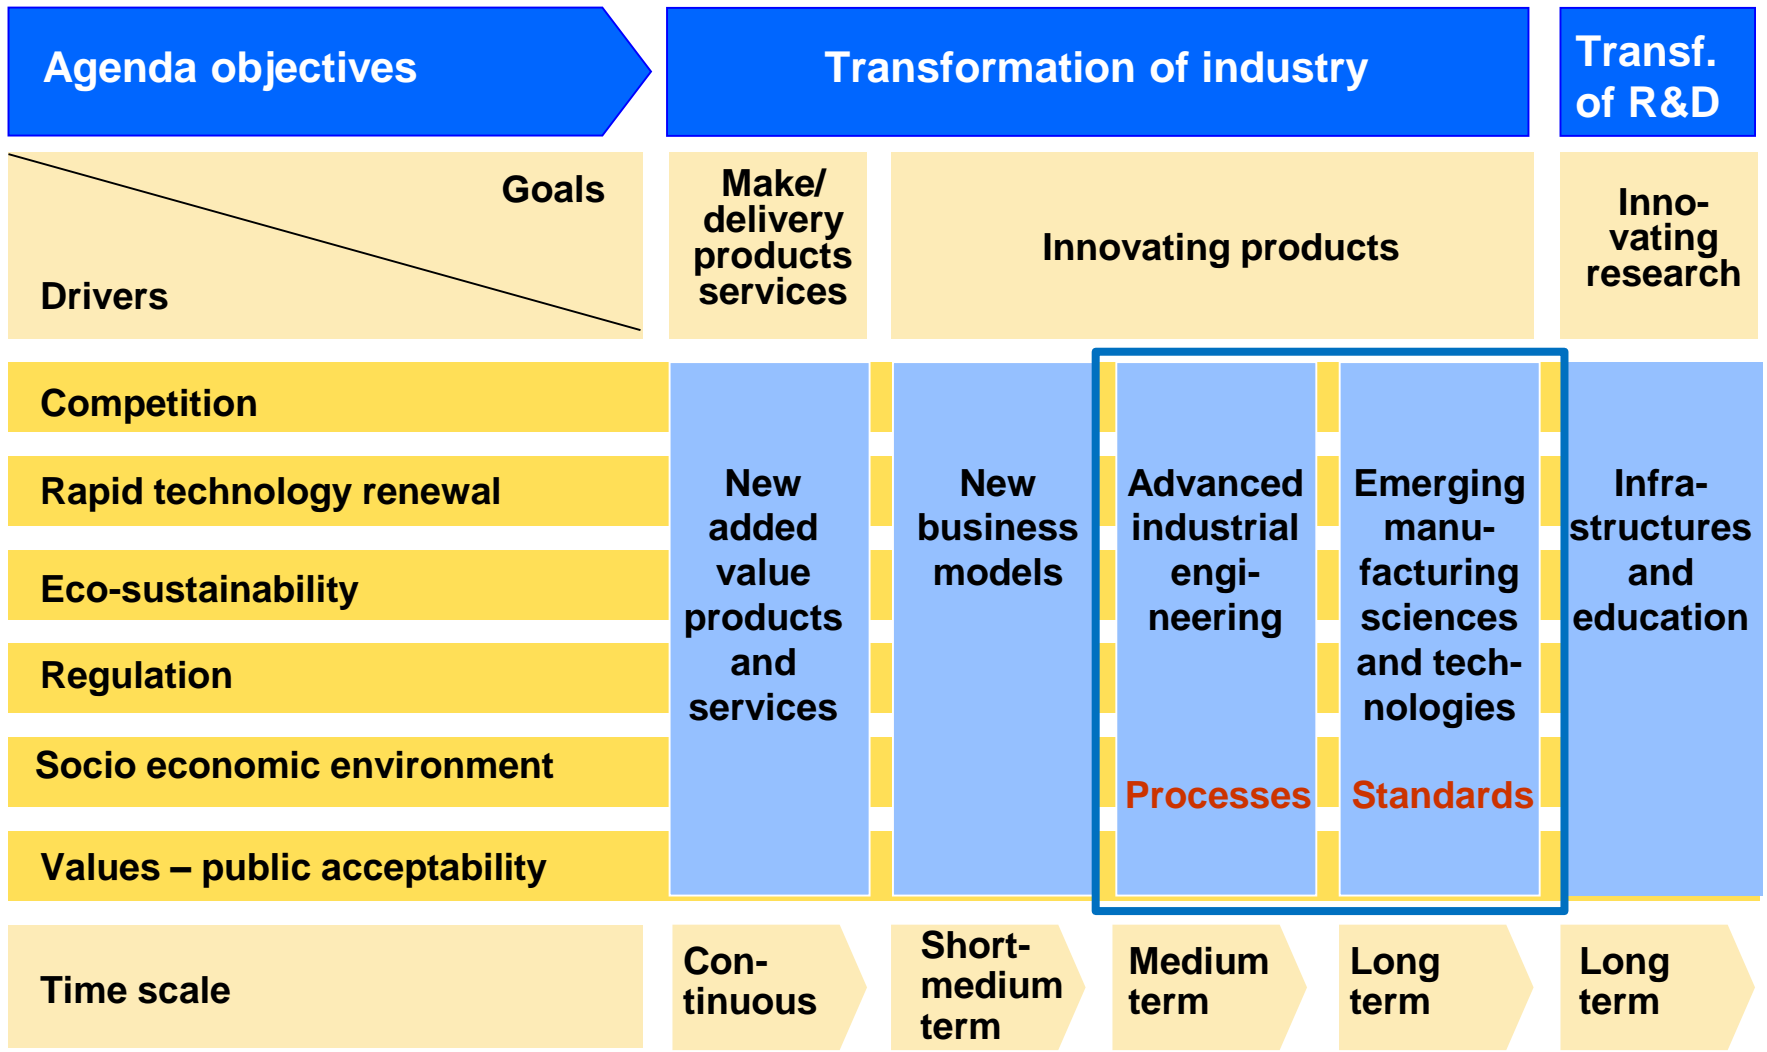 Agenda objectives
Transformation of industry
Transf.
of R&D
Goals
Drivers
Make/
delivery
products
services
Innovating products
Inno-
vating
research
Competition
Rapid technology renewal
Eco-sustainability
Regulation
Socio economic environment
Values – public acceptability
New
added
value
products
and
services
New
business
models
Advanced
industrial
engi-
neering
Processes
Emerging
manu-
facturing
sciences
and tech-
nologies
Standards
Infra-
structures
and
education
Time scale
Con-
tinuous
Short-
medium
term
Medium
term
Long
term
Long
term